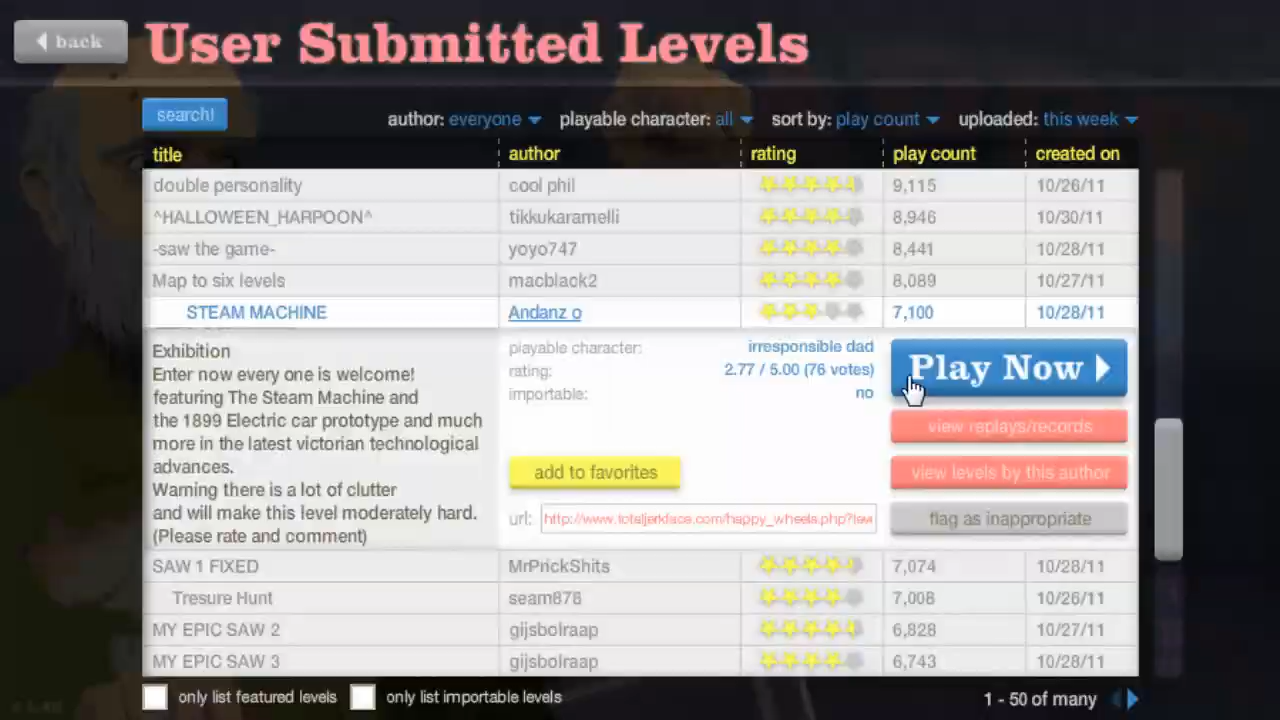 back
User Submitted Levels
search!
author: everyone playable character: all sort by: play count uploaded: this week
title author rating play count created on
double personality cool phil 9,115 10/26/11
^HALLOWEEN_HARPOON^ tikkukaramelli 8,946 10/30/11
-saw the game- yoyo747 8,441 10/28/11
Map to six levels macblack2 8,089 10/27/11
STEAM MACHINE Andanz o 7,100 10/28/11
Exhibition
Enter now every one is welcome!
featuring The Steam Machine and
the 1899 Electric car prototype and much
more in the latest victorian technological
advances.
Warning there is a lot of clutter
and will make this level moderately hard.
(Please rate and comment)
playable character: irresponsible dad
rating: 2.77 / 5.00 (76 votes)
importable: no
add to favorites
url: http://www.totaljerkface.com/happy_wheels.php?lev
Play Now
view replays/records
view levels by this author
flag as inappropriate
SAW 1 FIXED MrPrickShits 7,074 10/28/11
Tresure Hunt seam876 7,008 10/26/11
MY EPIC SAW 2 gijsbolraap 6,828 10/27/11
MY EPIC SAW 3 gijsbolraap 6,743 10/28/11
only list featured levels only list importable levels 1 - 50 of many